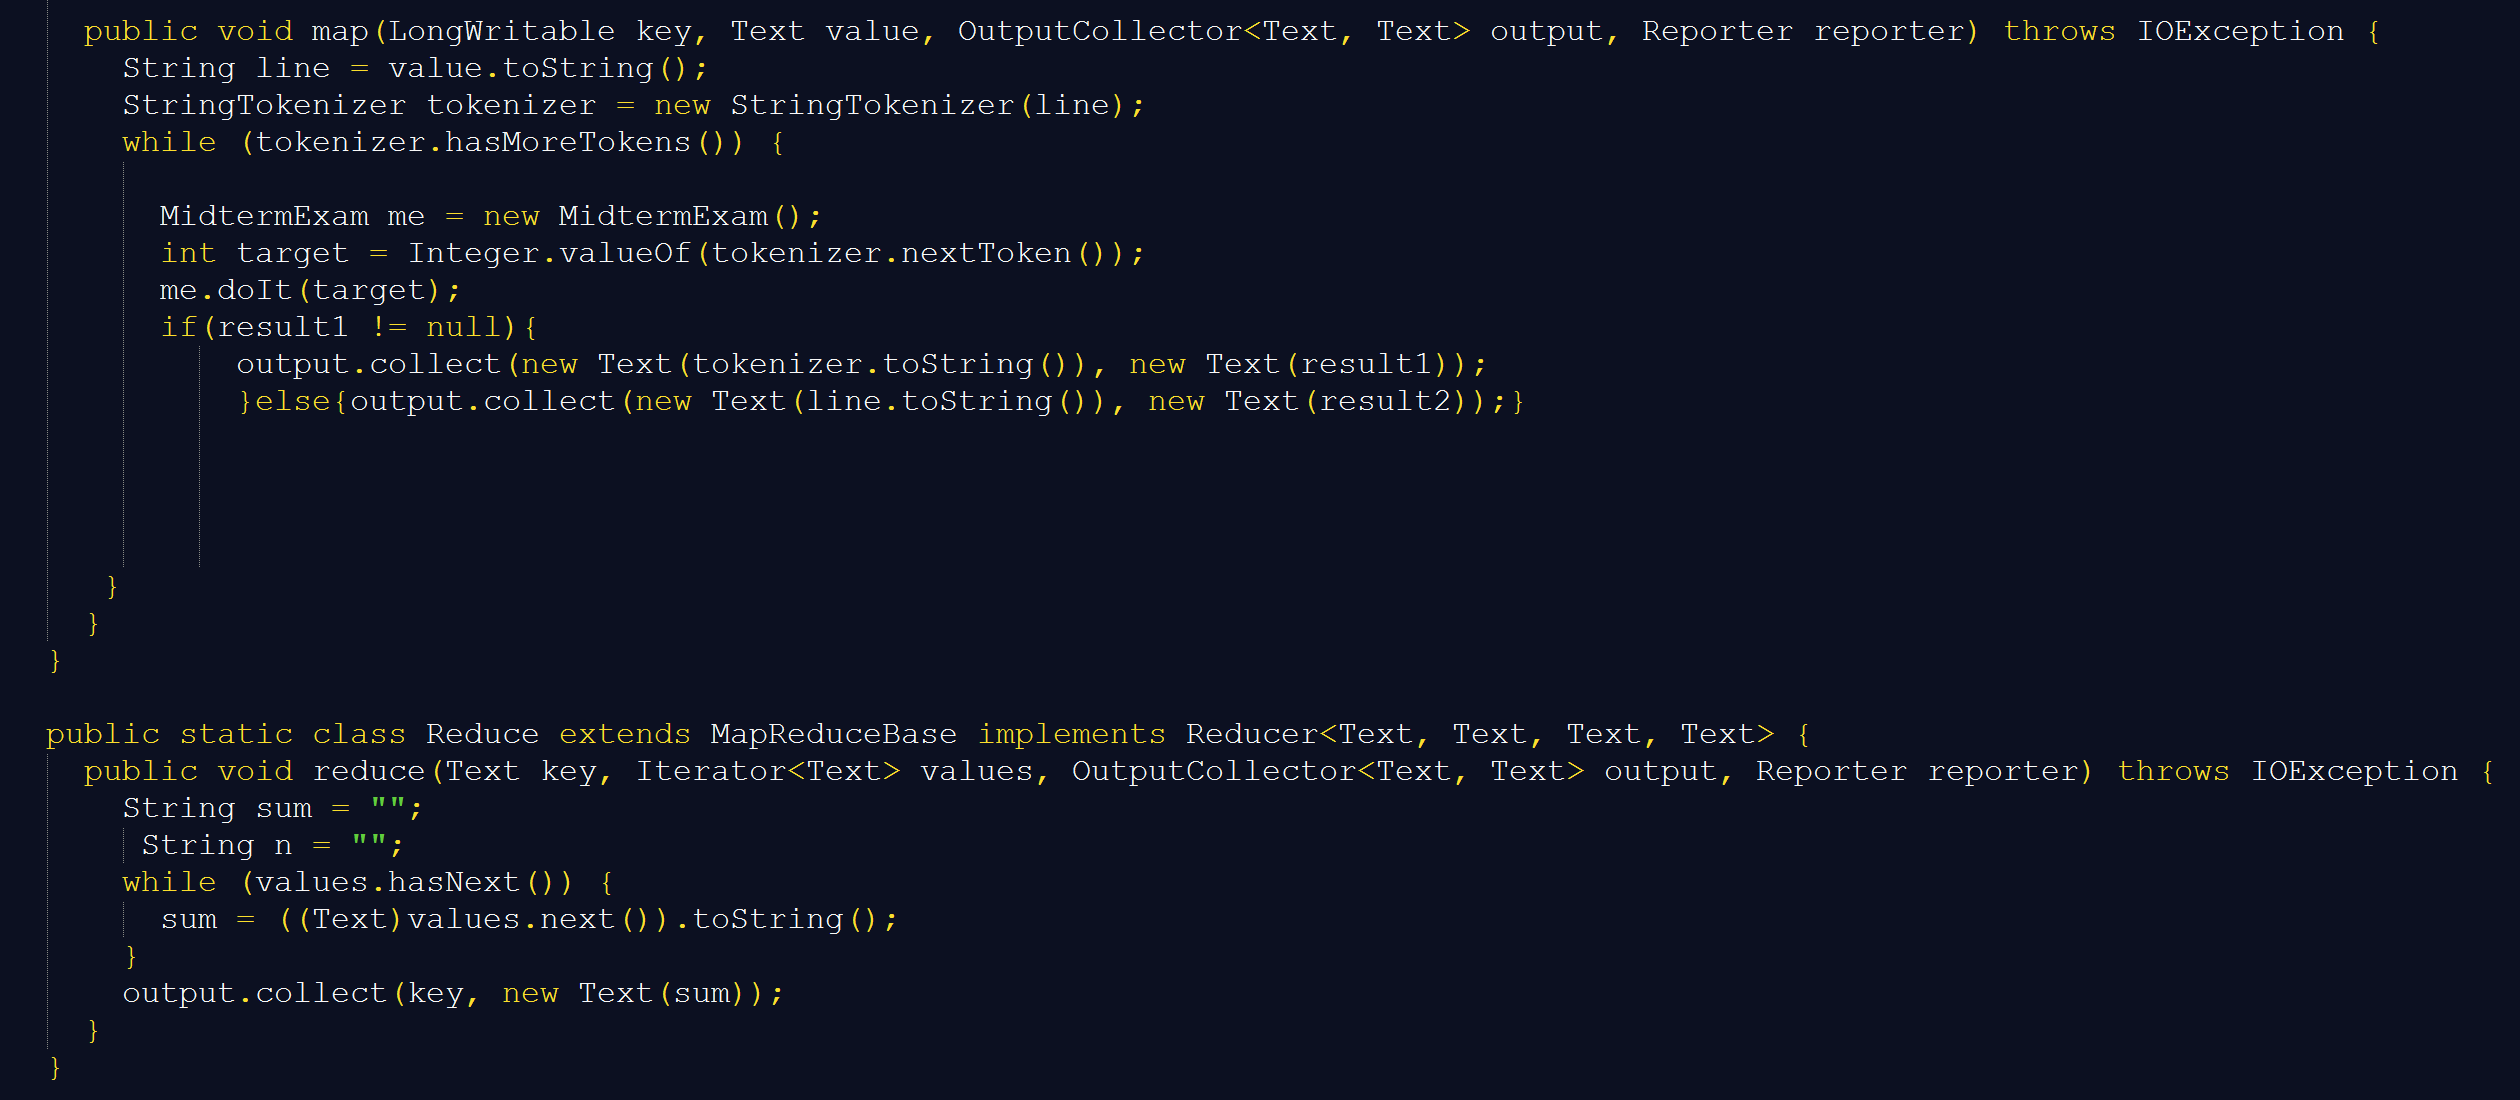 public void map(LongWritable key, Text value, OutputCollector<Text, Text> output, Reporter reporter) throws IOException {
String line = value.toString();
StringTokenizer tokenizer = new StringTokenizer(line);
while (tokenizer.hasMoreTokens()) {
MidtermExam me = new MidtermExam();
int target = Integer.valueOf(tokenizer.nextToken());
me.doIt(target);
if(result1 != null){
output.collect(new Text(tokenizer.toString()), new Text(result1));
}else{output.collect(new Text(line.toString()), new Text(result2));}
}
}
}
public static class Reduce extends MapReduceBase implements Reducer<Text, Text, Text, Text> {
public void reduce(Text key, Iterator<Text> values, OutputCollector<Text, Text> output, Reporter reporter) throws IOException {
String sum = "";
String n = "";
while (values.hasNext()) {
sum = ((Text)values.next()).toString();
}
output.collect(key, new Text(sum));
}
}